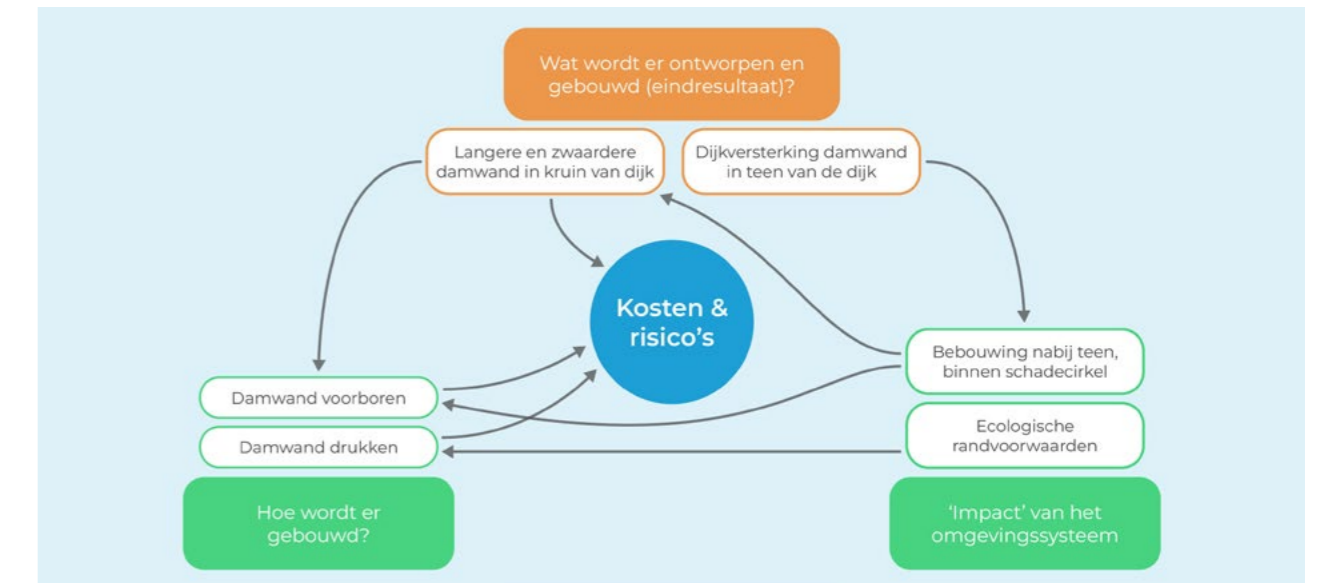 Wat wordt er ontworpen en
gebouwd (eindresultaat)?
Langere en zwaardere
damwand in kruin van dijk
Dijkversterking damwand
in teen van de dijk
Kosten &
risico's
Bebouwing nabij teen,
binnen schadecirkel
Damwand voorboren
Ecologische
randvoorwaarden
Damwand drukken
Hoe wordt er
gebouwd?
'Impact' van het
omgevingssysteem